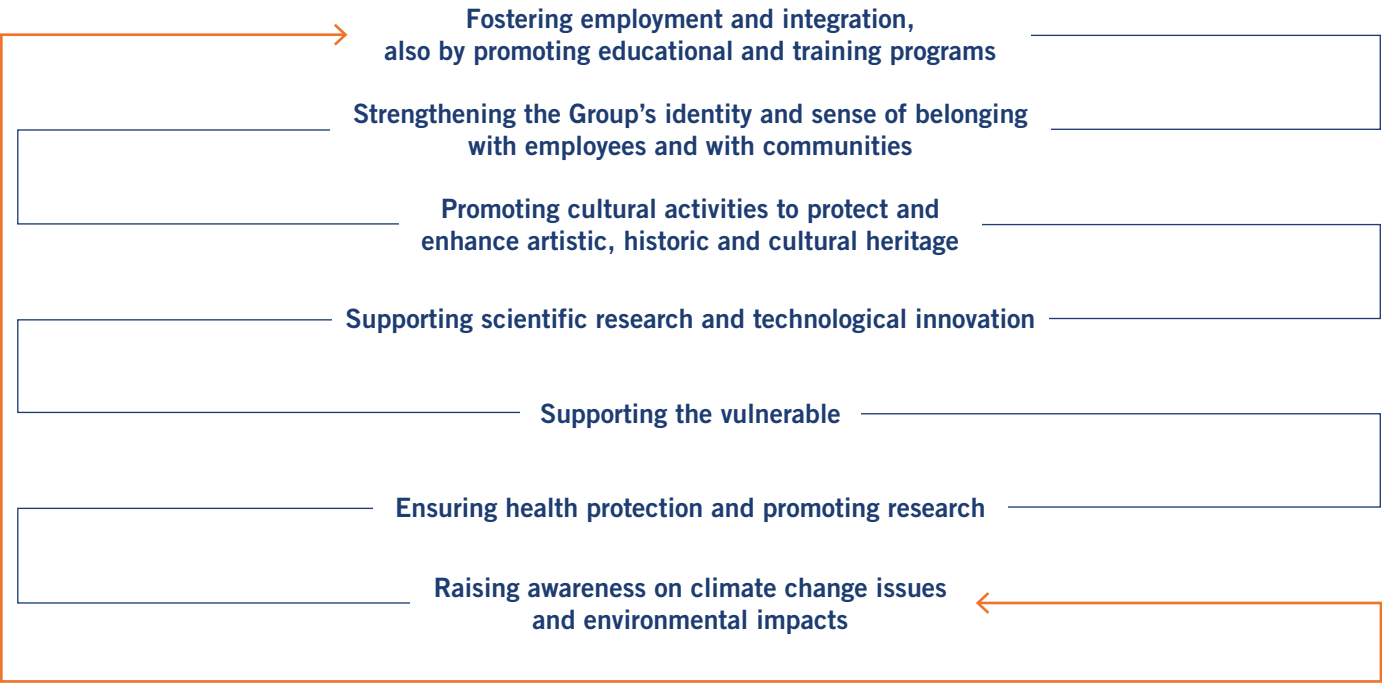 Fostering employment and integration,
also by promoting educational and training programs
Strengthening the Group’s identity and sense of belonging
with employees and with communities
Promoting cultural activities to protect and
enhance artistic, historic and cultural heritage
Supporting scientific research and technological innovation
Supporting the vulnerable
Ensuring health protection and promoting research
Raising awareness on climate change issues
and environmental impacts